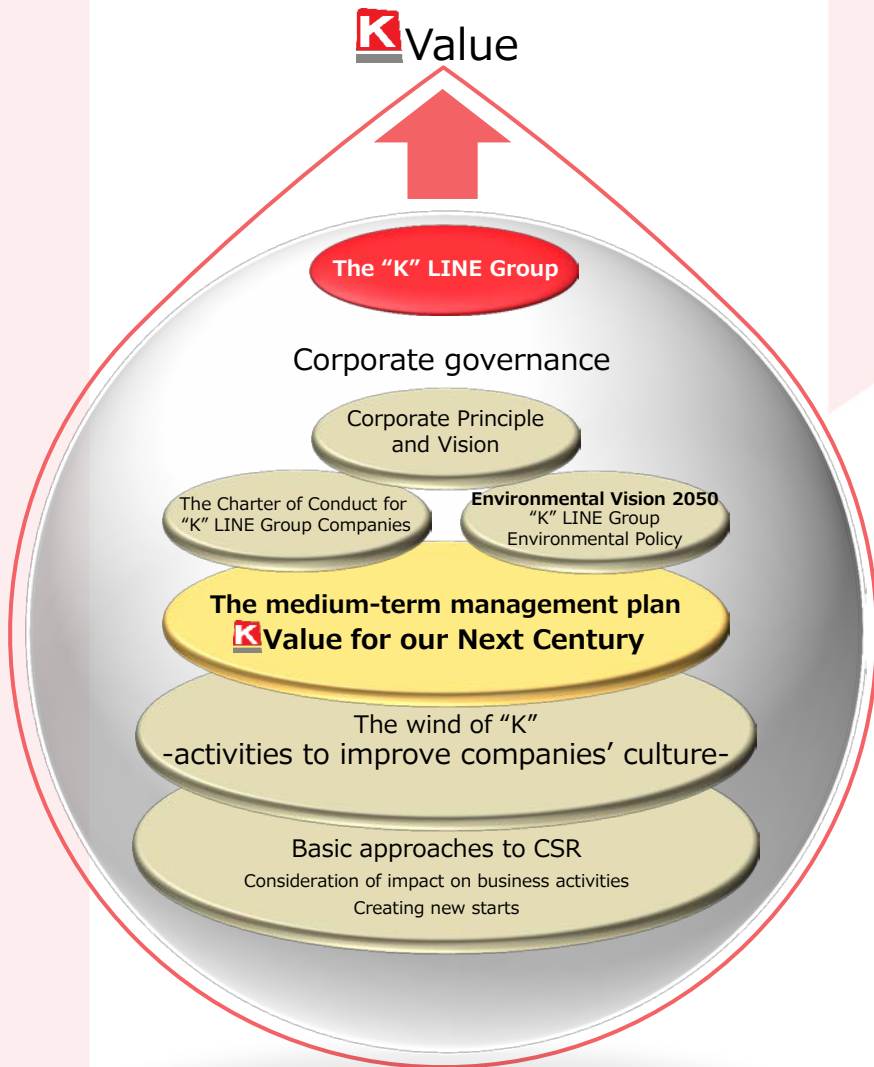 K Value
The “K” LINE Group
Corporate governance
Corporate Principle
and Vision
The Charter of Conduct for
“K” LINE Group Companies
Environmental Vision 2050
“K” LINE Group
Environmental Policy
The medium-term management plan
K Value for our Next Century
The wind of “K”
-activities to improve companies’ culture-
Basic approaches to CSR
Consideration of impact on business activities
Creating new starts